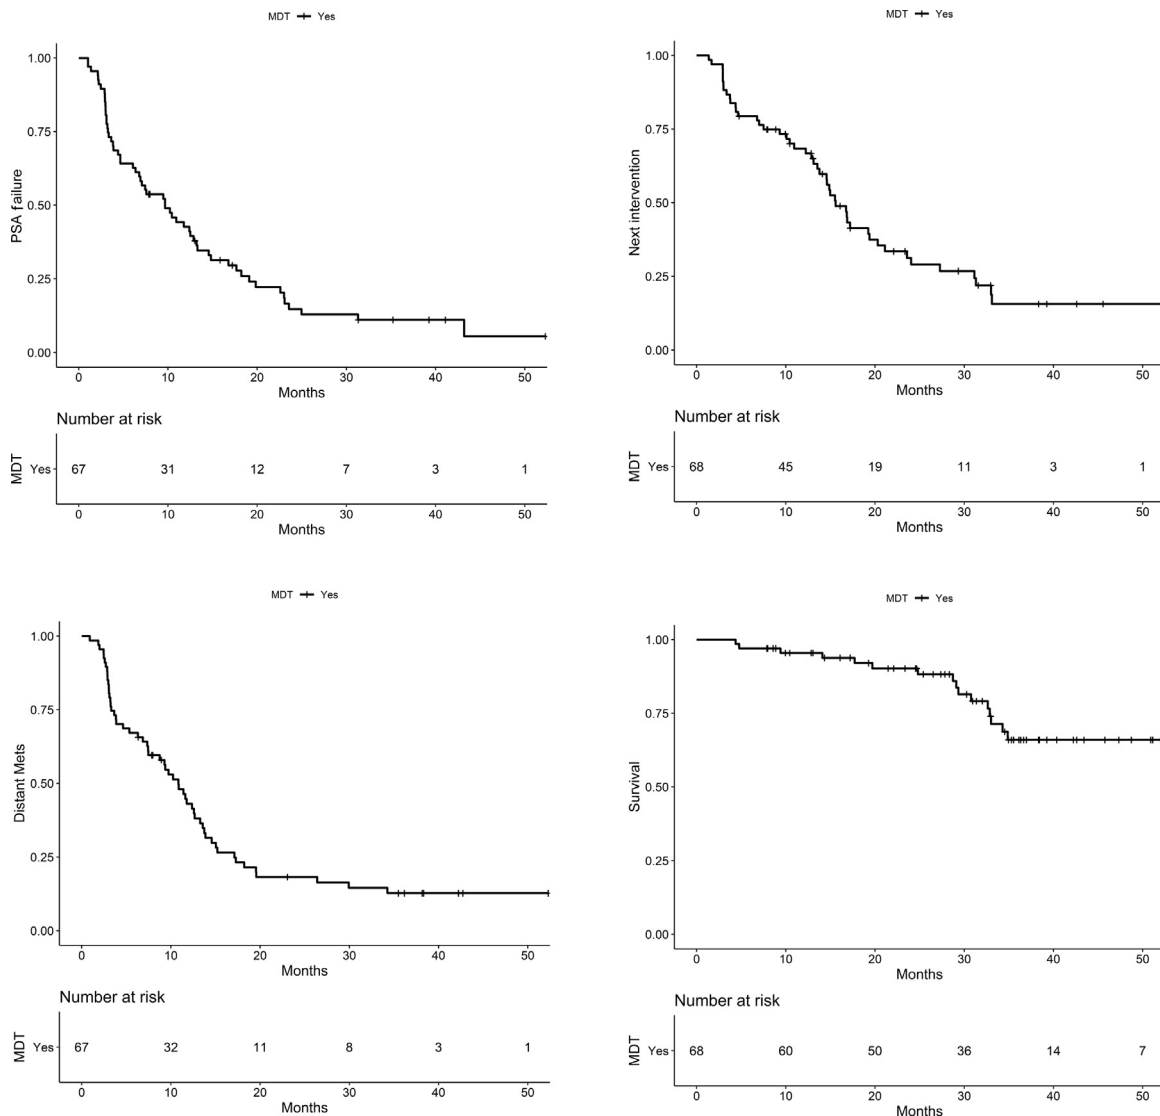 MDT Yes
PSA failure
1.00
0.75
0.50
0.25
0.00
0 10 20 30 40 50
Months
Number at risk
MDT
Yes 67 31 12 7 3 1
0 10 20 30 40 50
Months
MDT Yes
Next intervention
1.00
0.75
0.50
0.25
0.00
0 10 20 30 40 50
Months
Number at risk
MDT
Yes 68 45 19 11 3 1
0 10 20 30 40 50
Months
MDT Yes
Distant Mets
1.00
0.75
0.50
0.25
0.00
0 10 20 30 40 50
Months
Number at risk
MDT
Yes 67 32 11 8 3 1
0 10 20 30 40 50
Months
MDT Yes
Survival
1.00
0.75
0.50
0.25
0.00
0 10 20 30 40 50
Months
Number at risk
MDT
Yes 68 60 50 36 14 7
0 10 20 30 40 50
Months